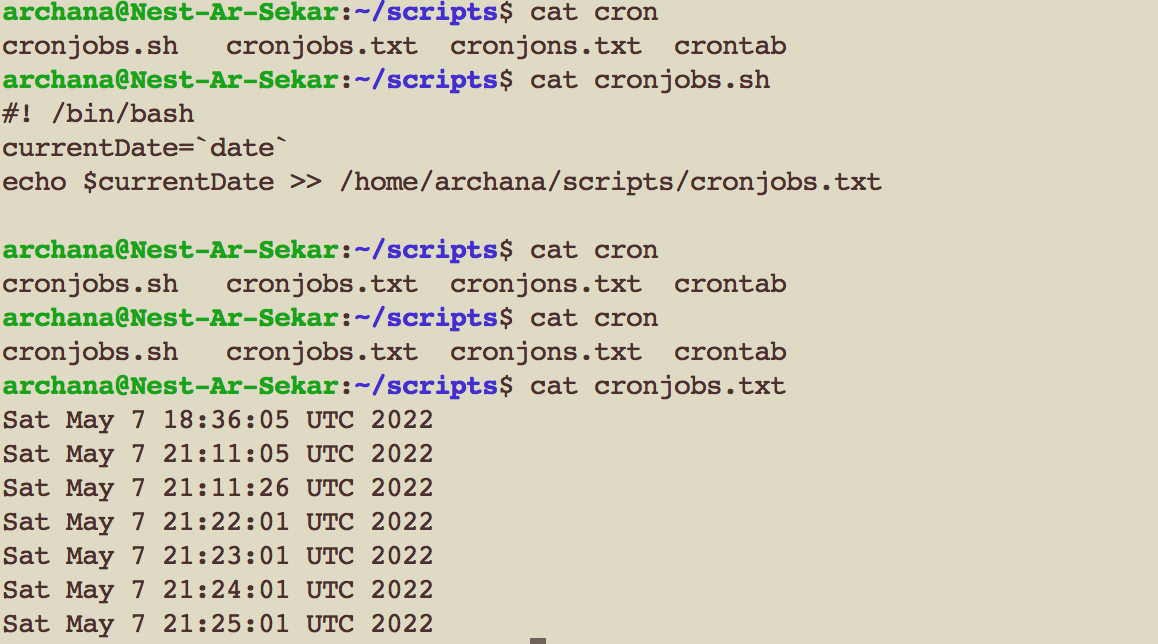 archana@Nest-Ar-Sekar:~/scripts$ cat cron
cronjobs.sh   cronjobs.txt  cronjons.txt  crontab
archana@Nest-Ar-Sekar:~/scripts$ cat cronjobs.sh
#! /bin/bash
currentDate=`date`
echo $currentDate >> /home/archana/scripts/cronjobs.txt
archana@Nest-Ar-Sekar:~/scripts$ cat cron
cronjobs.sh   cronjobs.txt  cronjons.txt  crontab
archana@Nest-Ar-Sekar:~/scripts$ cat cron
cronjobs.sh   cronjobs.txt  cronjons.txt  crontab
archana@Nest-Ar-Sekar:~/scripts$ cat cronjobs.txt
Sat May 7 18:36:05 UTC 2022
Sat May 7 21:11:05 UTC 2022
Sat May 7 21:11:26 UTC 2022
Sat May 7 21:22:01 UTC 2022
Sat May 7 21:23:01 UTC 2022
Sat May 7 21:24:01 UTC 2022
Sat May 7 21:25:01 UTC 2022